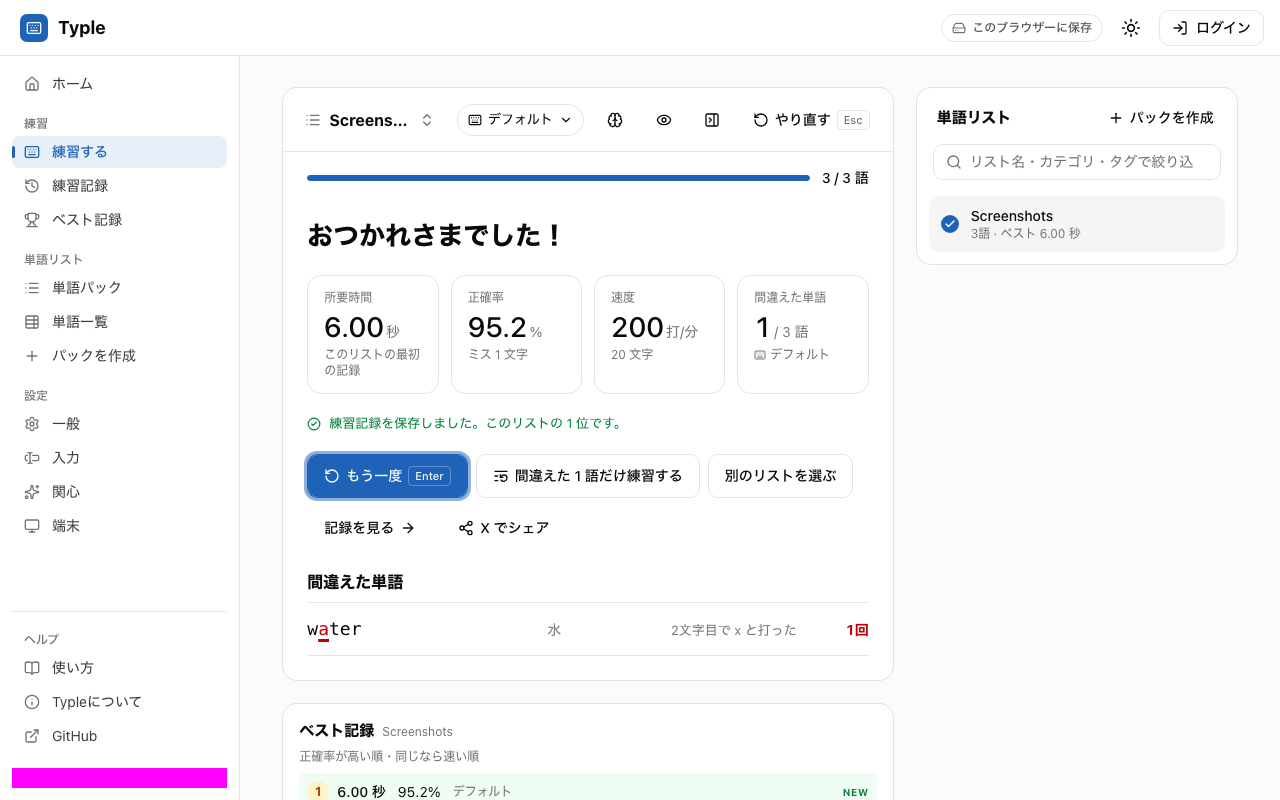 Typle
このブラウザーに保存
ログイン
ホーム
練習
練習する
練習記録
ベスト記録
単語リスト
単語パック
単語一覧
パックを作成
設定
一般
入力
関心
端末
ヘルプ
使い方
Typleについて
GitHub
Screens...
デフォルト
やり直す Esc
3 / 3 語
おつかれさまでした！
所要時間
6.00秒
このリストの最初
の記録
正確率
95.2%
ミス 1 文字
速度
200打/分
20 文字
間違えた単語
1 / 3 語
デフォルト
練習記録を保存しました。このリストの 1 位です。
もう一度 Enter
間違えた 1 語だけ練習する
別のリストを選ぶ
記録を見る
X でシェア
間違えた単語
water 水 2文字目で x と打った 1回
ベスト記録 Screenshots
正確率が高い順・同じなら速い順
1 6.00 秒 95.2% デフォルト NEW
単語リスト
パックを作成
リスト名・カテゴリ・タグで絞り込
Screenshots
3語 · ベスト 6.00 秒